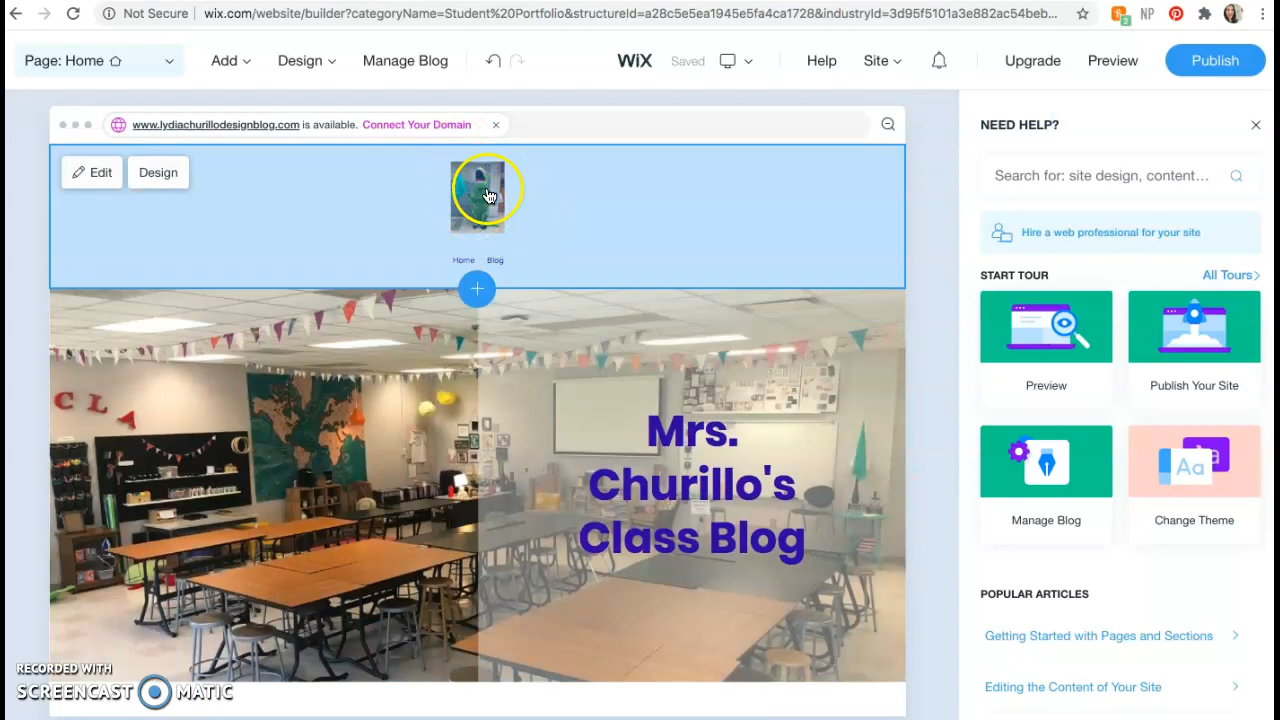 Not Secure wix.com/website/builder?categoryName=Student%20Portfolio&structureId=a28c5e5ea1945e5fa4ca1728&industryId=3d95f5101a3e882ac54beb...
2 NP
Page: Home Add Design Manage Blog WiX Saved Help Site Upgrade Preview Publish
www.lydiachurillodesignblog.com is available. Connect Your Domain
Edit Design
Home Blog
Mrs.
Churillo's
Class Blog
CLA
NEED HELP?
Search for: site design, content...
Hire a web professional for your site
START TOUR All Tours
Preview Publish Your Site
Aa
Manage Blog Change Theme
POPULAR ARTICLES
Getting Started with Pages and Sections
Editing the Content of Your Site
RECORDED WITH
SCREENCAST MATIC